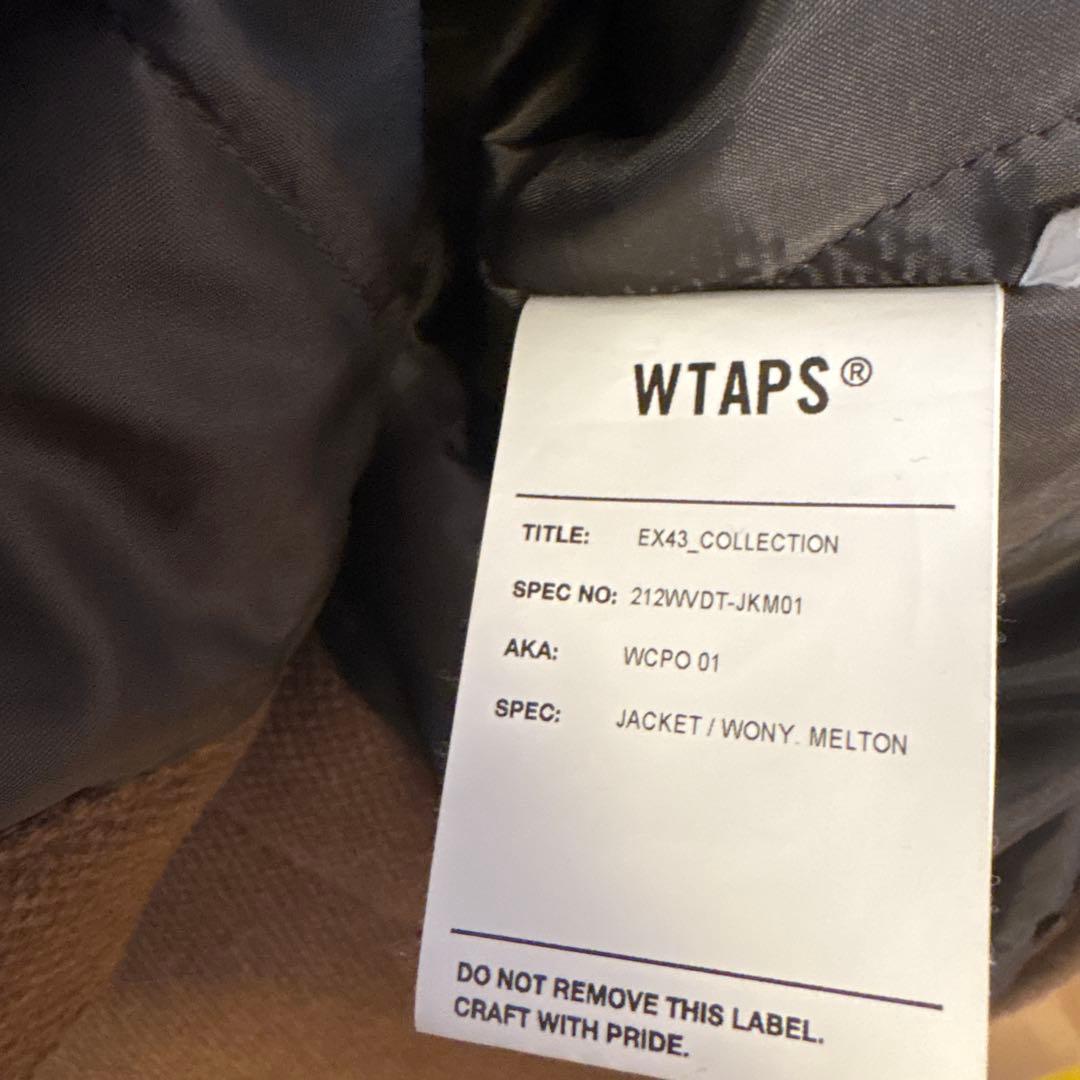 WTAPS®
TITLE: EX43_COLLECTION
SPEC NO: 212WVDT-JKM01
AKA: WCPO 01
SPEC: JACKET / WONY. MELTON
DO NOT REMOVE THIS LABEL.
CRAFT WITH PRIDE.